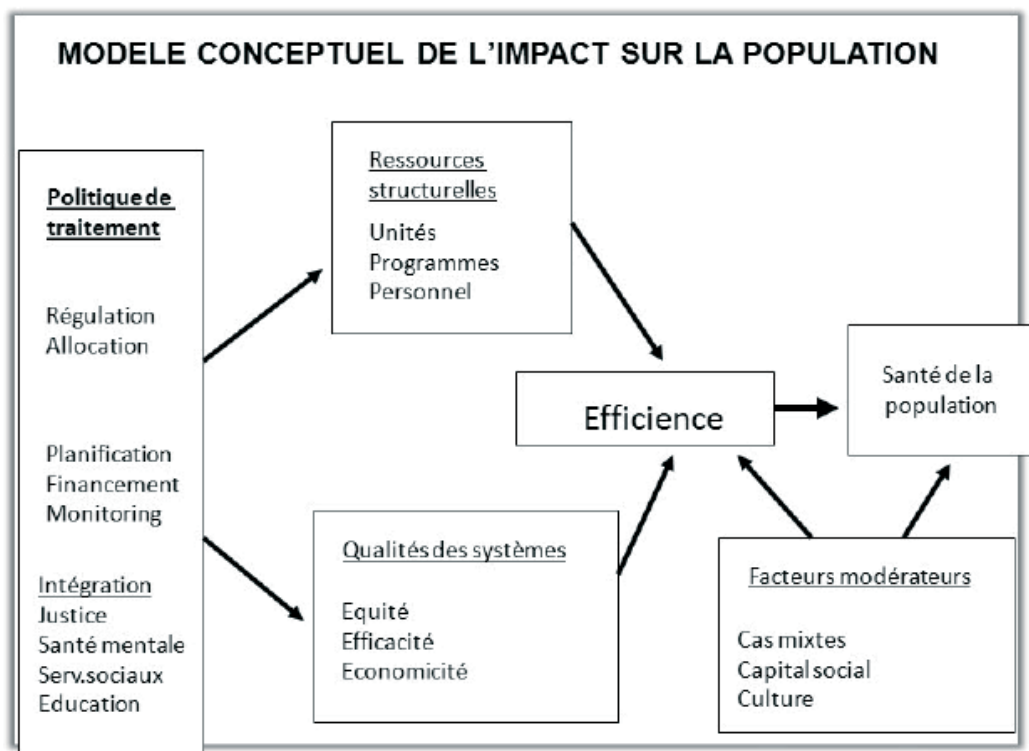 MODELE CONCEPTUEL DE L'IMPACT SUR LA POPULATION
Politique de
traitement
Régulation
Allocation
Planification
Financement
Monitoring
Intégration
Justice
Santé mentale
Serv.sociaux
Education
Ressources
structurelles
Unités
Programmes
Personnel
Qualités des systèmes
Equité
Efficacité
Economicité
Efficience
Santé de la
population
Facteurs modérateurs
Cas mixtes
Capital social
Culture